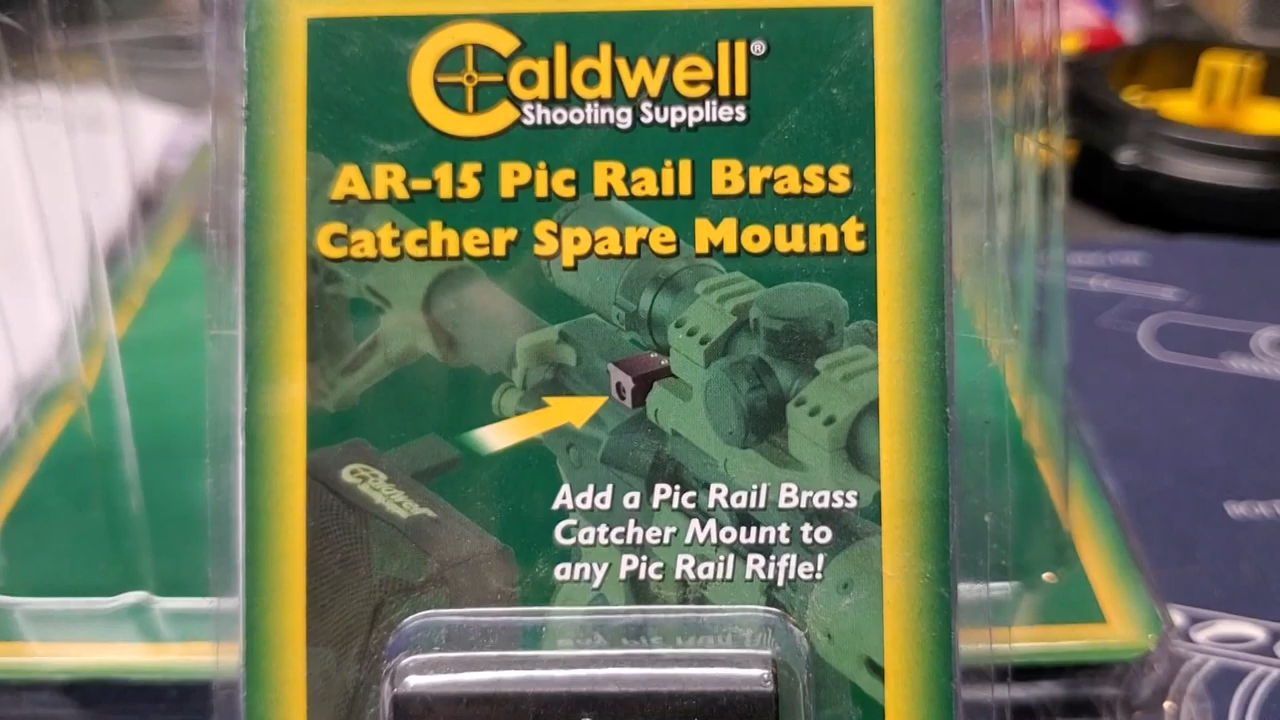 Caldwell®
Shooting Supplies
AR-15 Pic Rail Brass
Catcher Spare Mount
Caldwell
Add a Pic Rail Brass
Catcher Mount to
any Pic Rail Rifle!